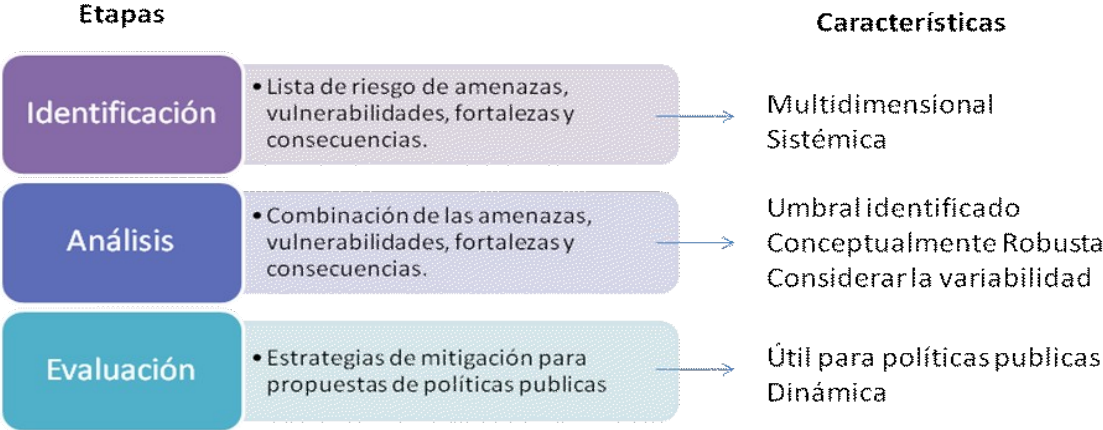 Etapas
Características
Identificación
• Lista de riesgo de amenazas,
vulnerabilidades, fortalezas y
consecuencias.
Multidimensional
Sistémica
Análisis
• Combinación de las amenazas,
vulnerabilidades, fortalezas y
consecuencias.
Umbral identificado
Conceptualmente Robusta
Considerar la variabilidad
Evaluación
• Estrategias de mitigación para
propuestas de políticas publicas
Útil para políticas publicas
Dinámica